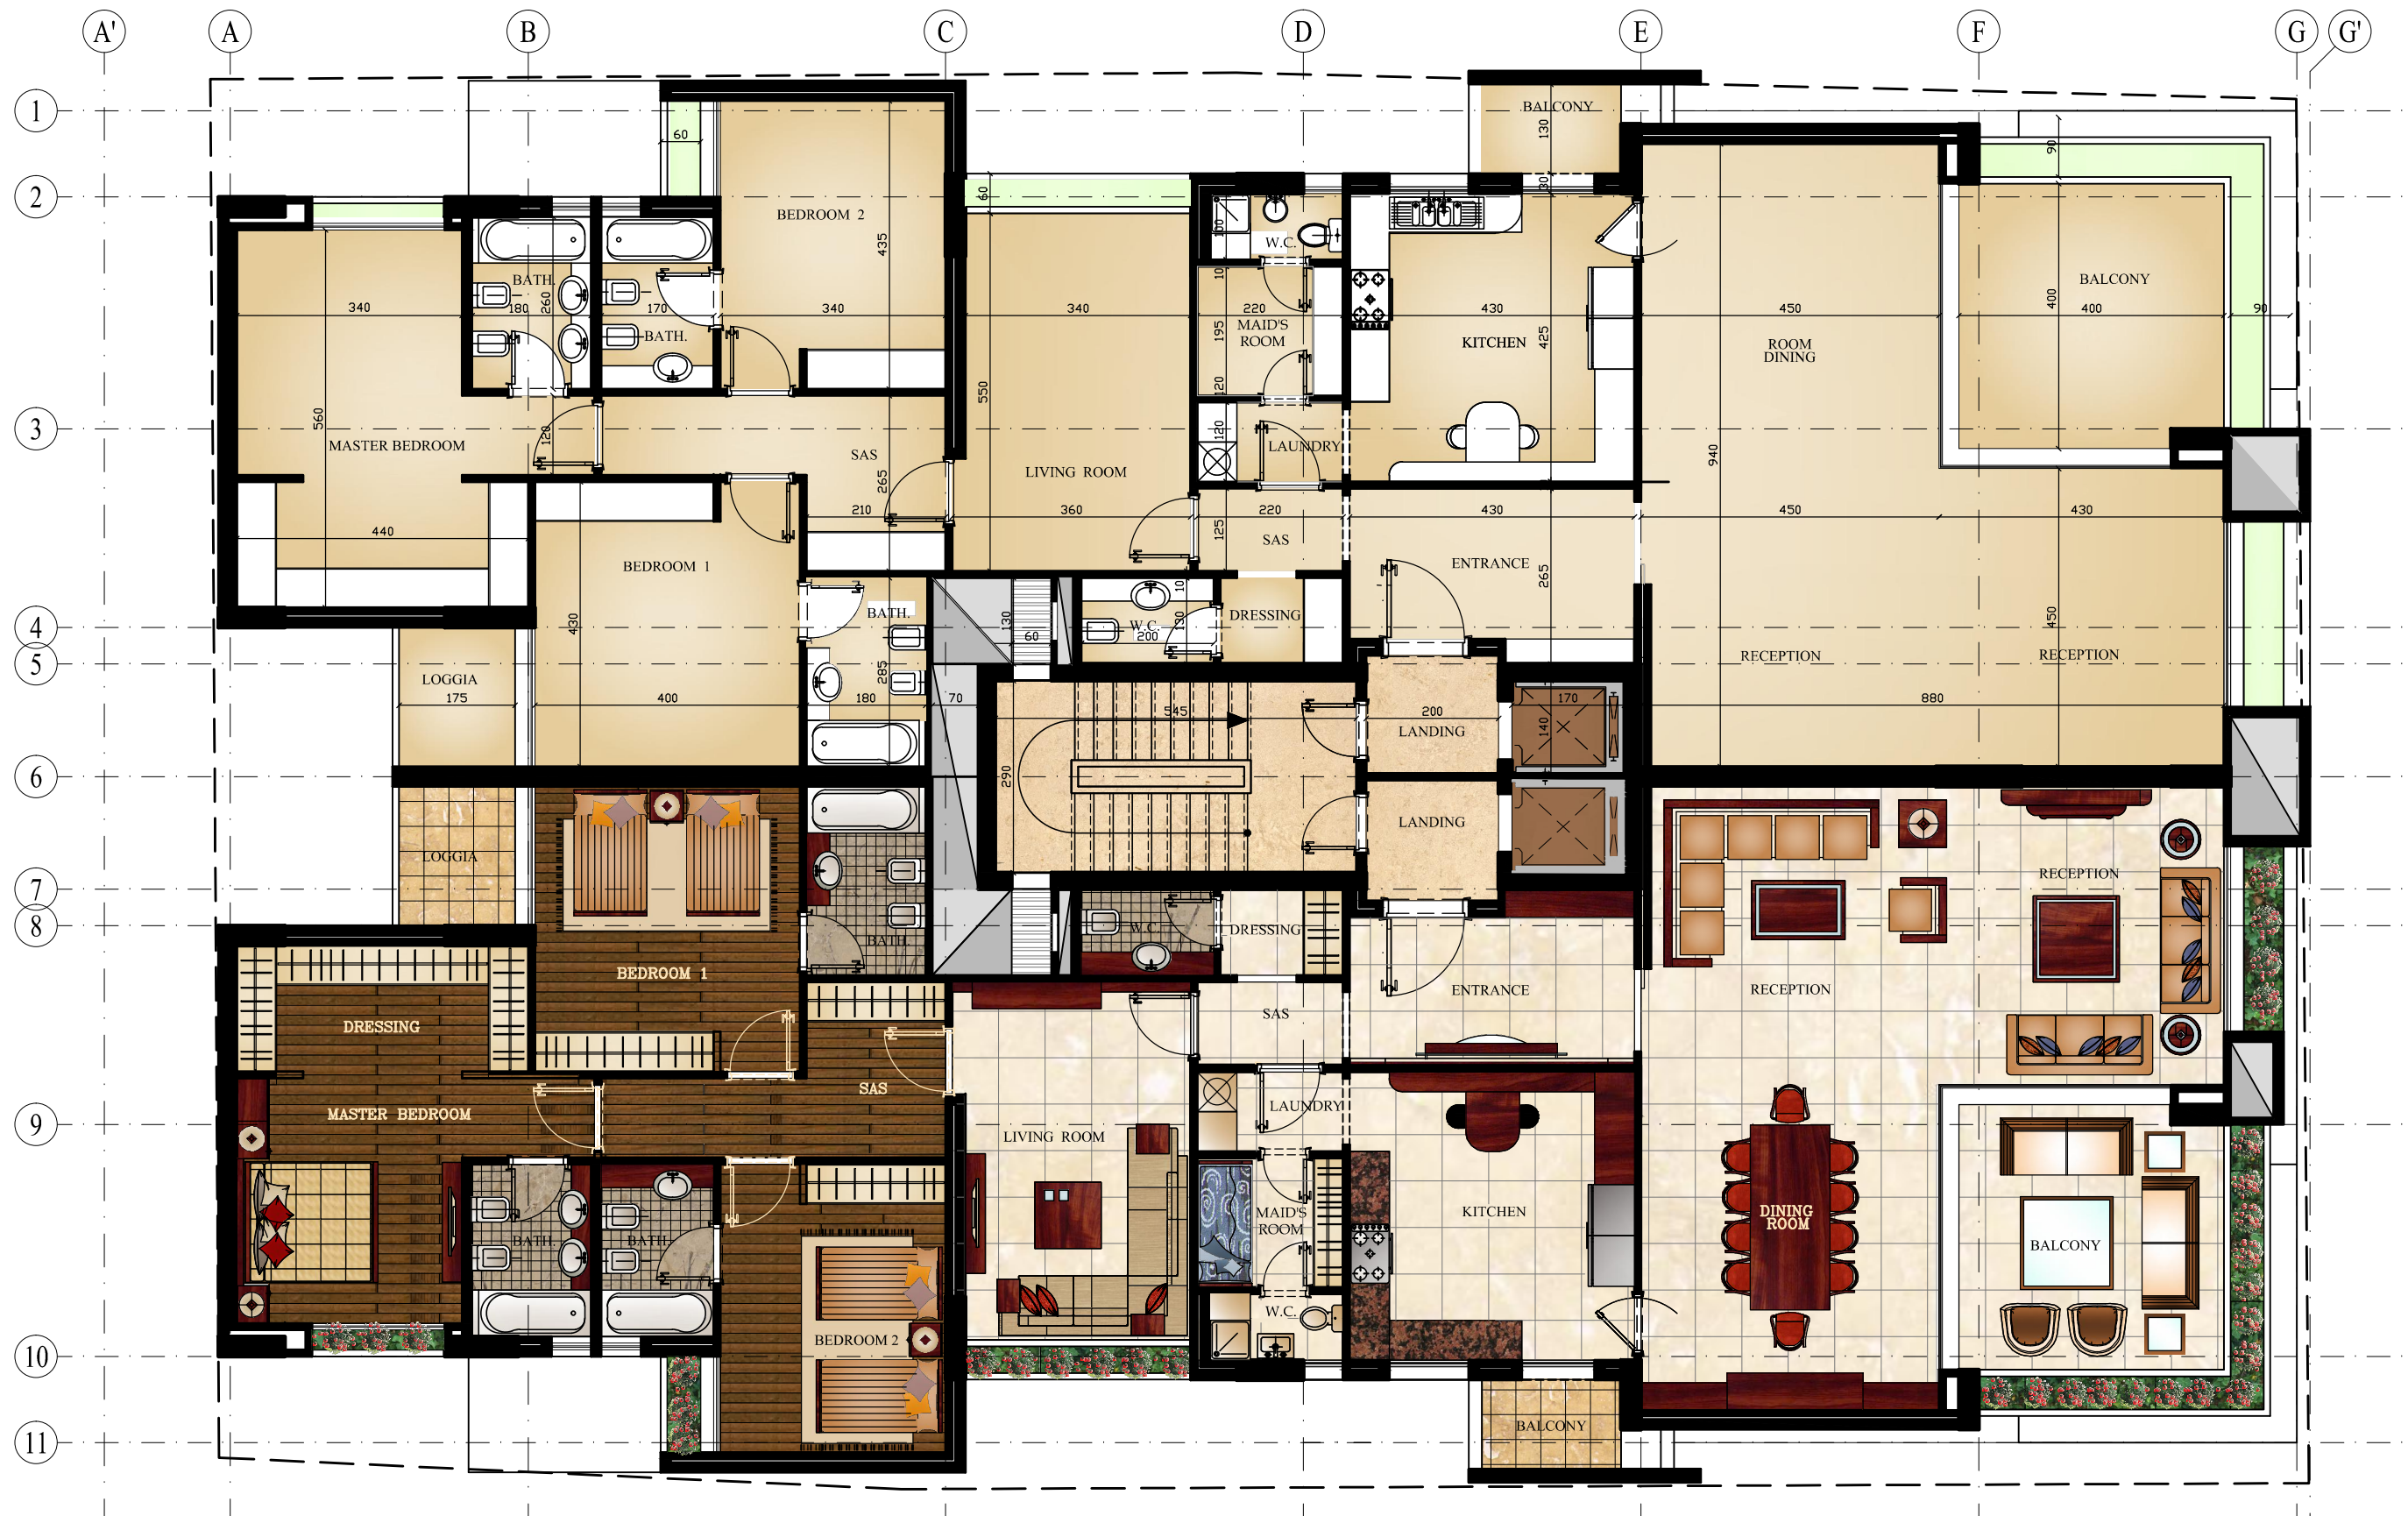 A' A B C D E F G G'
1
BALCONY
60
130
90
2
30
60
BEDROOM 2
435
100
W.C.
BATH.
260
10
BALCONY
400
340
180
170
340
340
220
430
450
400
90
BATH.
195
MAID'S
ROOM
KITCHEN
425
ROOM
DINING
120
550
560
3
120
MASTER BEDROOM
120
LAUNDRY
SAS
940
265
LIVING ROOM
210
360
220
430
450
430
440
125
SAS
BEDROOM 1
ENTRANCE
265
10
BATH.
DRESSING
430
130
W.C.
130
450
4
60
200
5
RECEPTION
RECEPTION
LOGGIA
285
175
400
180
70
545
200
170
880
LANDING
140
6
290
LANDING
LOGGIA
RECEPTION
7
8
W.C.
DRESSING
BATH.
BEDROOM 1
ENTRANCE
RECEPTION
SAS
DRESSING
SAS
MASTER BEDROOM
LAUNDRY
9
LIVING ROOM
MAID'S
ROOM
KITCHEN
DINING
ROOM
BATH.
BATH.
BALCONY
W.C.
BEDROOM 2
10
BALCONY
11